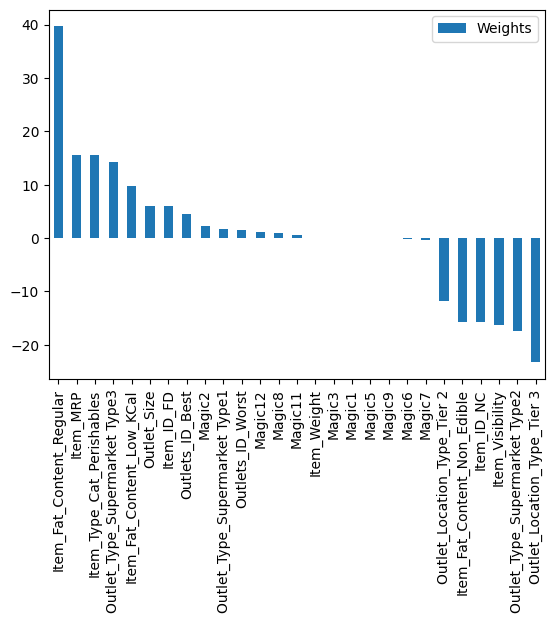 Weights
40
30
20
10
0
−10
−20
Item_Fat_Content_Regular
Item_MRP
Item_Type_Cat_Perishables
Outlet_Type_Supermarket Type3
Item_Fat_Content_Low_KCal
Outlet_Size
Item_ID_FD
Outlets_ID_Best
Magic2
Outlet_Type_Supermarket Type1
Outlets_ID_Worst
Magic12
Magic8
Magic11
Item_Weight
Magic3
Magic1
Magic5
Magic9
Magic6
Magic7
Outlet_Location_Type_Tier 2
Item_Fat_Content_Non_Edible
Item_ID_NC
Item_Visibility
Outlet_Type_Supermarket Type2
Outlet_Location_Type_Tier 3